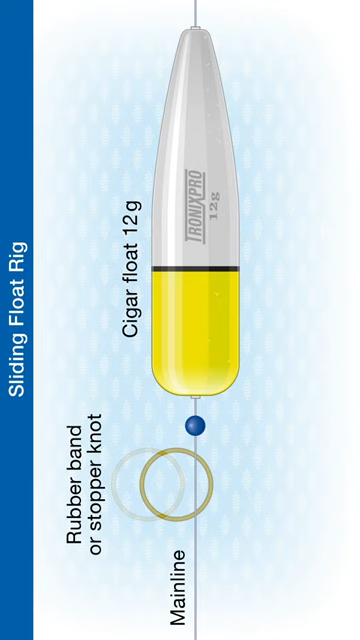 Sliding Float Rig
Rubber band
or stopper knot
Mainline
Cigar float 12 g
TRONIXPRO
12g